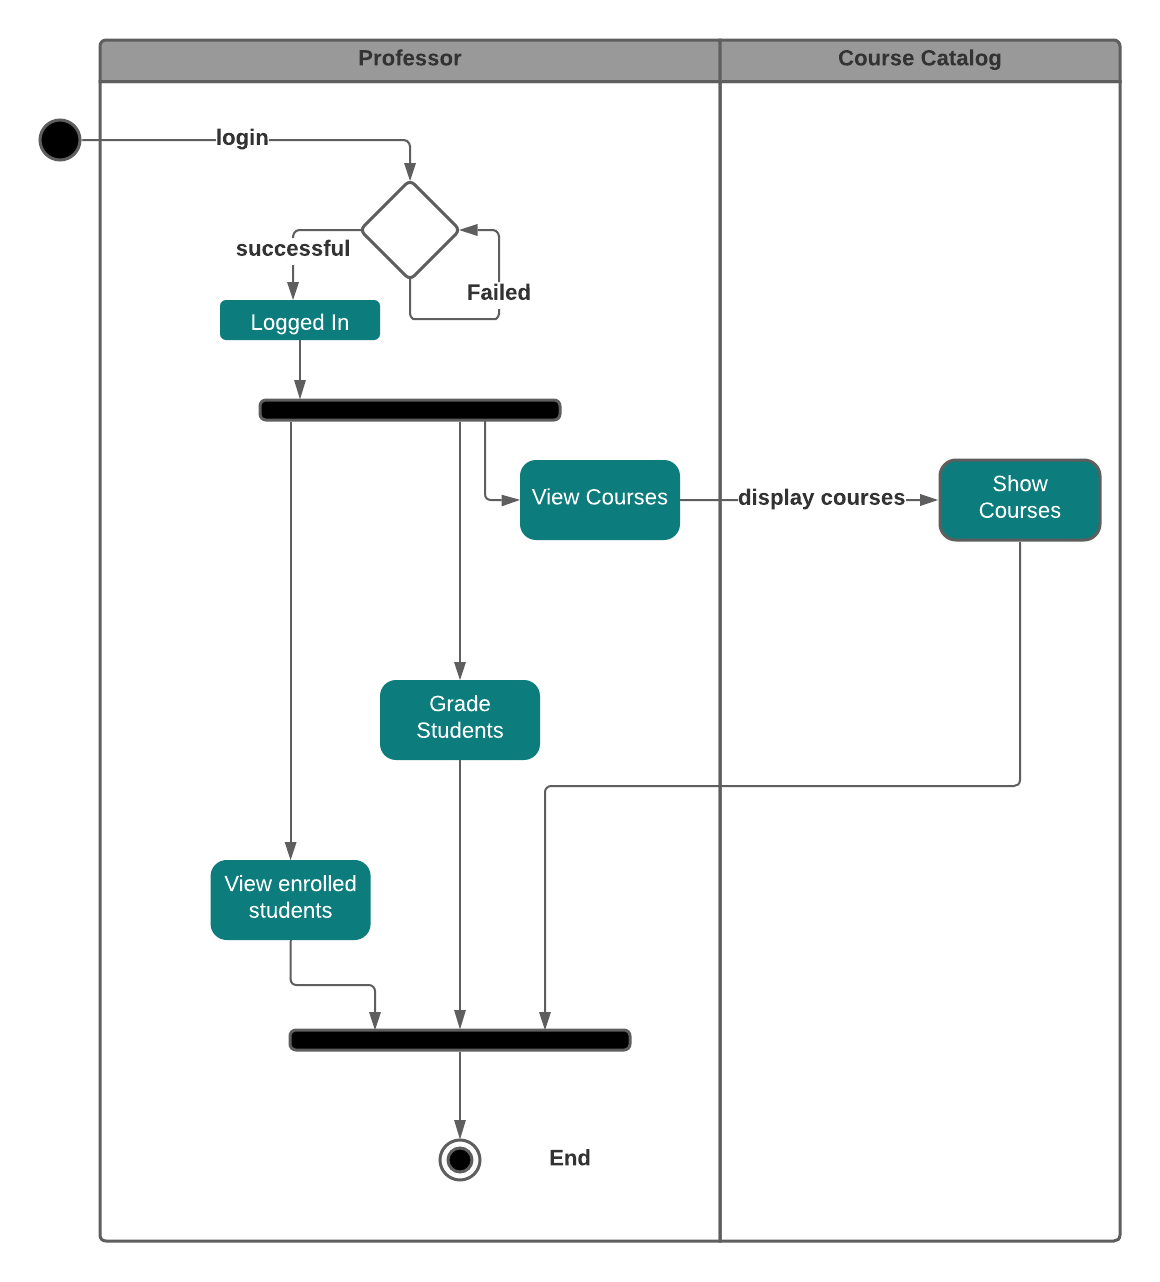 Professor
Course Catalog
login
successful
Failed
Logged In
View Courses
display courses
Show
Courses
Grade
Students
View enrolled
students
End